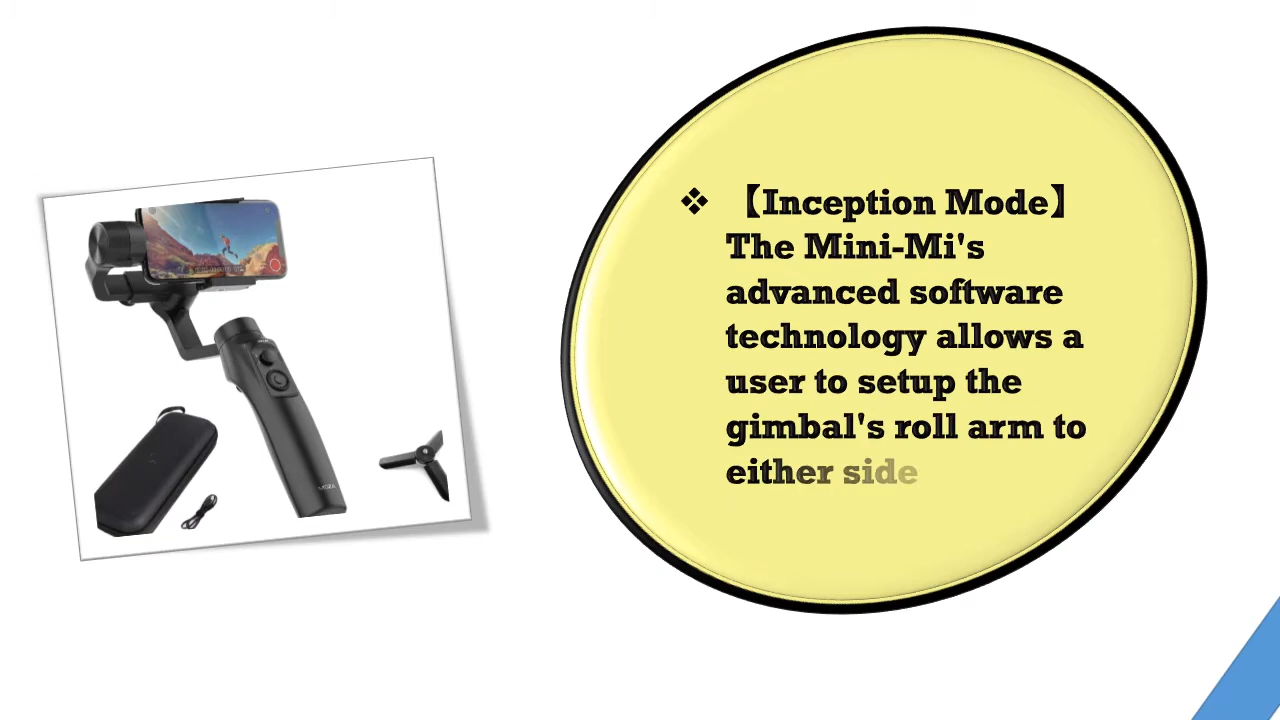 ❖ 【Inception Mode】
The Mini-Mi's
advanced software
technology allows a
user to setup the
gimbal's roll arm to
either side
MOZA